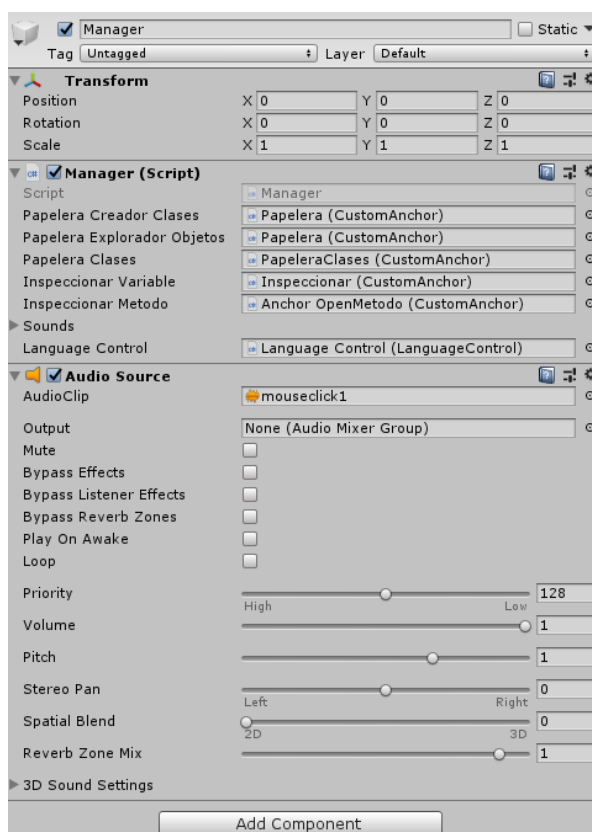 Manager Static
Tag Untagged Layer Default
Transform
Position X 0 Y 0 Z 0
Rotation X 0 Y 0 Z 0
Scale X 1 Y 1 Z 1
Manager (Script)
Script Manager
Papelera Creador Clases Papelera (CustomAnchor)
Papelera Explorador Objetos Papelera (CustomAnchor)
Papelera Clases PapeleraClases (CustomAnchor)
Inspeccionar Variable Inspeccionar (CustomAnchor)
Inspeccionar Metodo Anchor OpenMetodo (CustomAnchor)
Sounds
Language Control Language Control (LanguageControl)
Audio Source
AudioClip mouseclick1
Output None (Audio Mixer Group)
Mute
Bypass Effects
Bypass Listener Effects
Bypass Reverb Zones
Play On Awake
Loop
Priority 128
High Low
Volume 1
Pitch 1
Stereo Pan 0
Left Right
Spatial Blend 0
2D 3D
Reverb Zone Mix 1
3D Sound Settings
Add Component